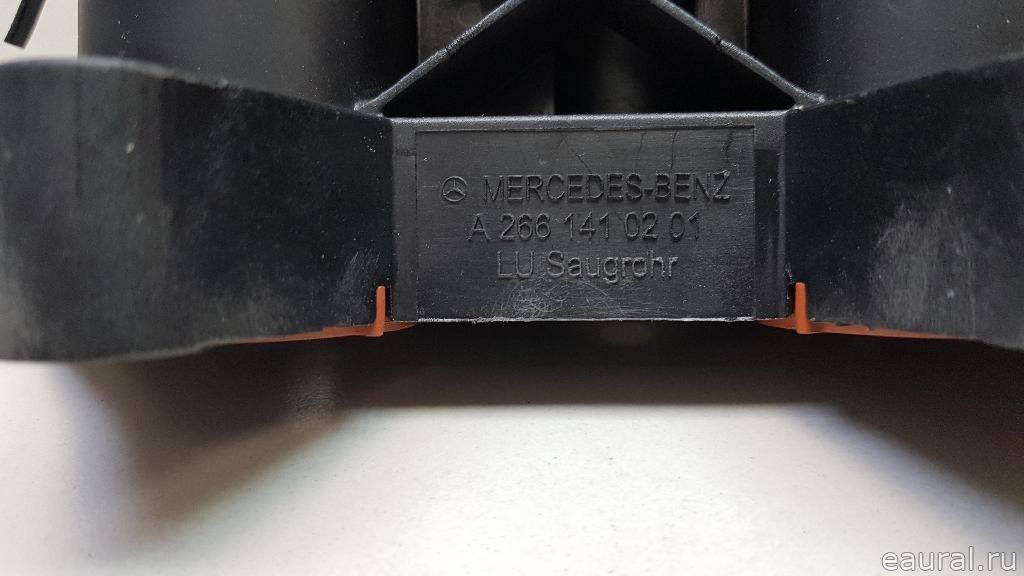 MERCEDES-BENZ
A 266 141 02 01
LU Saugrohr
eaural.ru